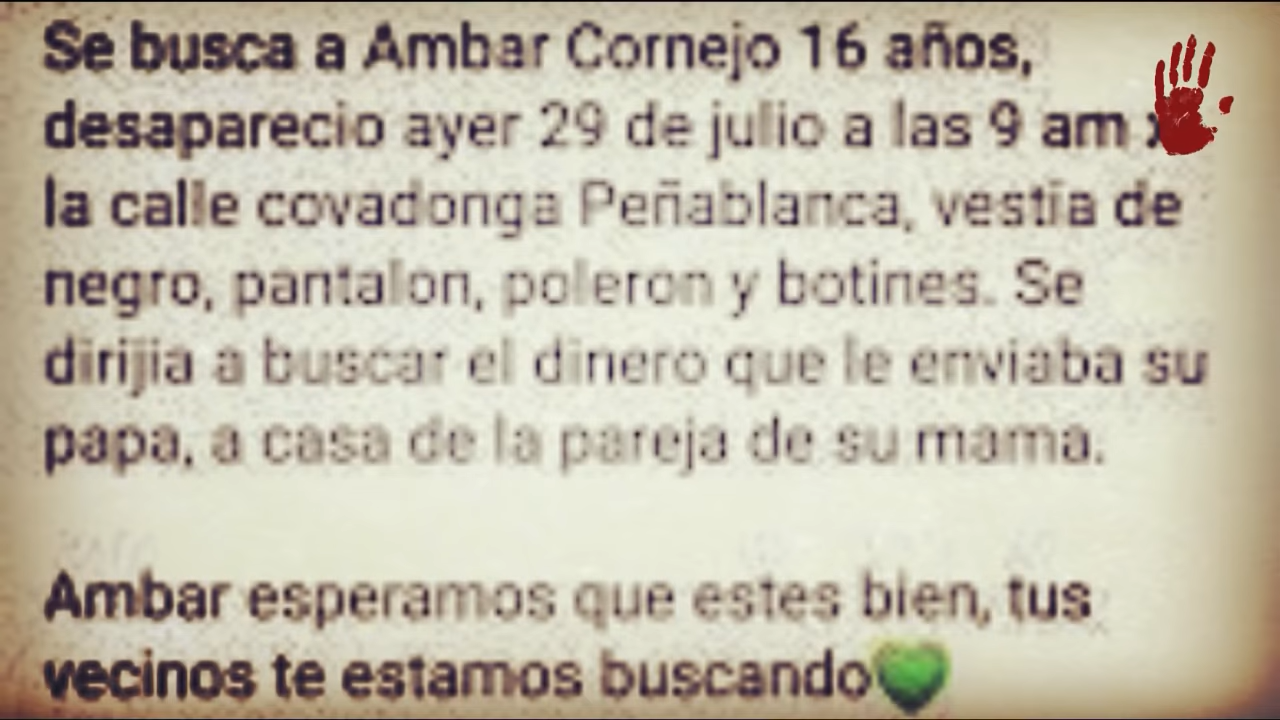 Se busca a Ambar Cornejo 16 años,
desaparecio ayer 29 de julio a las 9 am x
la calle covadonga Peñablanca, vestia de
negro, pantalon, poleron y botines. Se
dirijia a buscar el dinero que le enviaba su
papa, a casa de la pareja de su mama.
Ambar esperamos que estes bien, tus
vecinos te estamos buscando💚